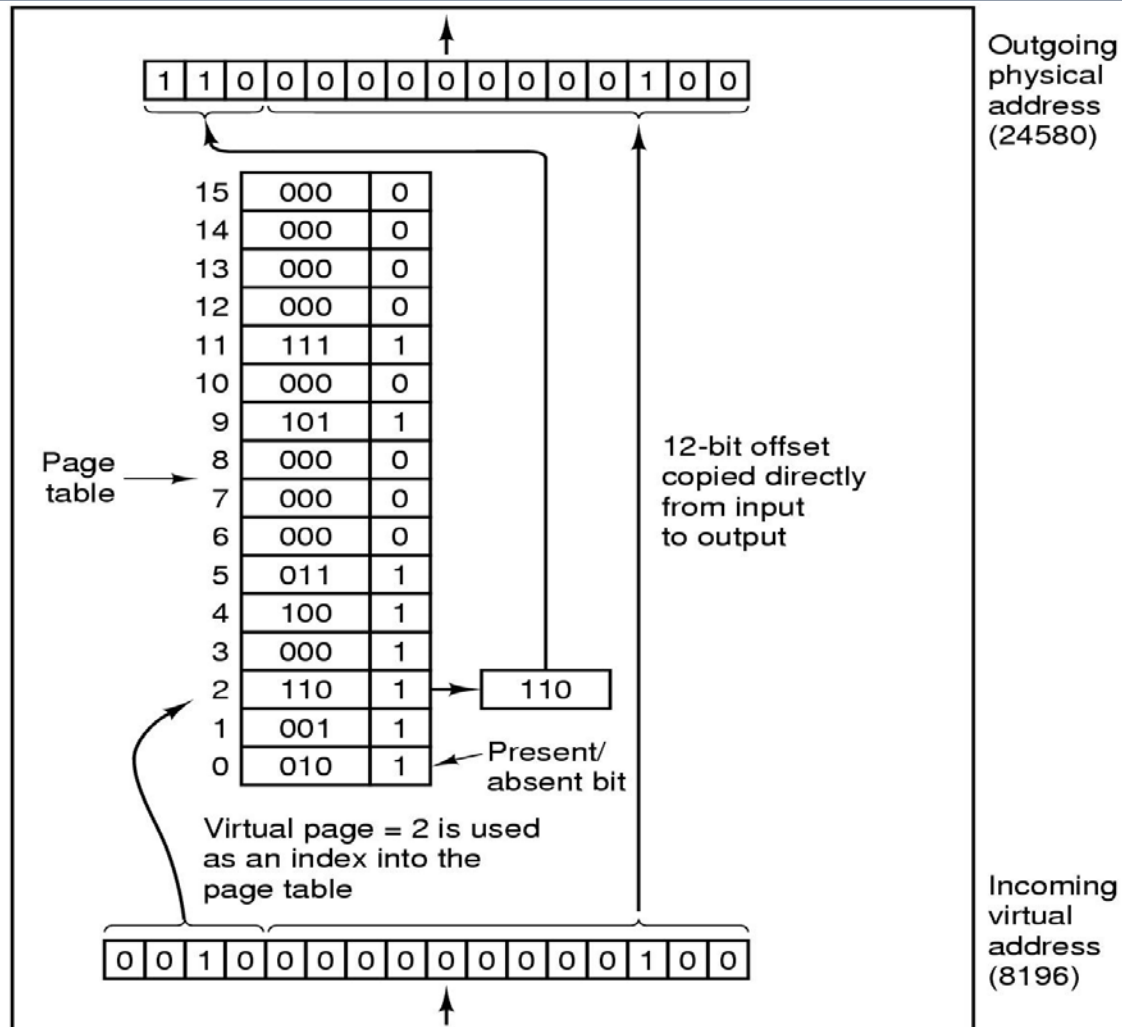 Outgoing
physical
address
(24580)
1 1 0 0 0 0 0 0 0 0 0 0 1 0 0
15 000 0
14 000 0
13 000 0
12 000 0
11 111 1
10 000 0
9 101 1
8 000 0
7 000 0
6 000 0
5 011 1
4 100 1
3 000 1
2 110 1 110
1 001 1
0 010 1
Page
table
12-bit offset
copied directly
from input
to output
Present/
absent bit
Virtual page = 2 is used
as an index into the
page table
0 0 1 0 0 0 0 0 0 0 0 0 0 1 0 0
Incoming
virtual
address
(8196)